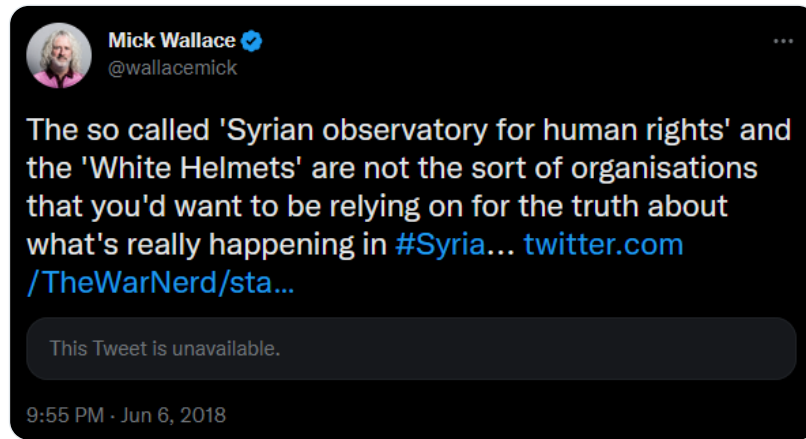 Mick Wallace
@wallacemick
The so called 'Syrian observatory for human rights' and
the 'White Helmets' are not the sort of organisations
that you'd want to be relying on for the truth about
what's really happening in #Syria... twitter.com
/TheWarNerd/sta...
This Tweet is unavailable.
9:55 PM · Jun 6, 2018